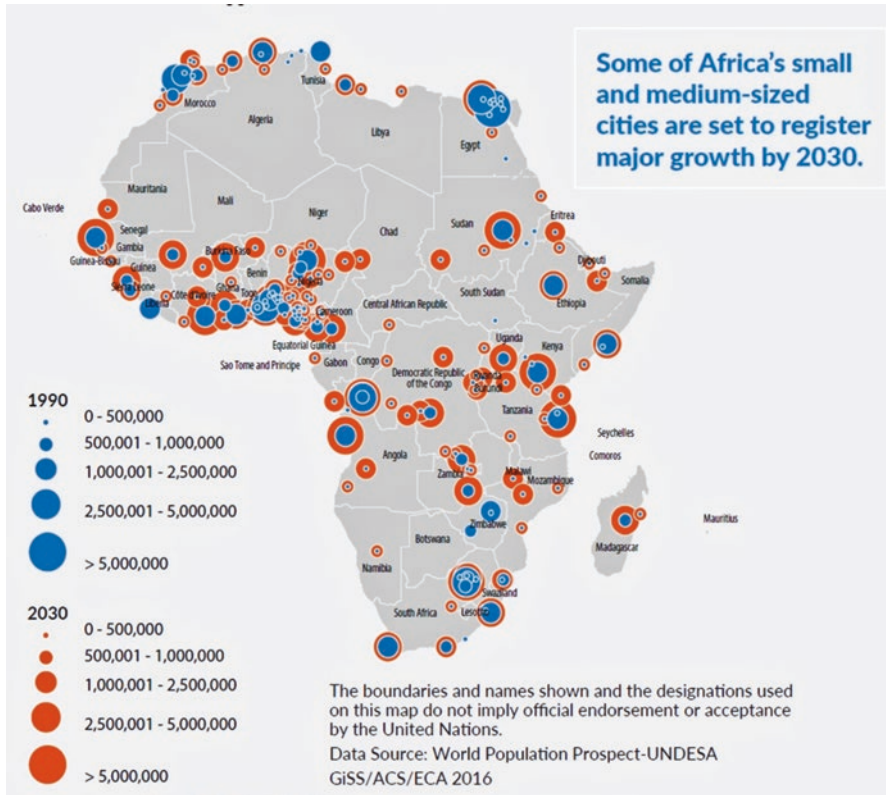 Some of Africa's small
and medium-sized
cities are set to register
major growth by 2030.
Tunisia
Morocco
Algeria
Libya
Egypt
Mauritania
Mali
Niger
Cabo Verde
Chad
Sudan
Eritrea
Senegal
Gambia
Burkina Faso
Guinea-Bissau
Guinea
Benin
Nigeria
Djibouti
Somalia
Sierra Leone
Ghana
Togo
Côte d'Ivoire
Liberia
South Sudan
Ethiopia
Central African Republic
Cameroon
Equatorial Guinea
Uganda
Kenya
Sao Tome and Principe
Gabon
Congo
Democratic Republic
of the Congo
Rwanda
Burundi
Tanzania
Seychelles
Comoros
Angola
Zambia
Malawi
Mozambique
Zimbabwe
Mauritius
Botswana
Madagascar
Namibia
Swaziland
South Africa
Lesotho
1990
0 - 500,000
500,001 - 1,000,000
1,000,001 - 2,500,000
2,500,001 - 5,000,000
> 5,000,000
2030
0 - 500,000
500,001 - 1,000,000
1,000,001 - 2,500,000
2,500,001 - 5,000,000
> 5,000,000
The boundaries and names shown and the designations used
on this map do not imply official endorsement or acceptance
by the United Nations.
Data Source: World Population Prospect-UNDESA
GiSS/ACS/ECA 2016